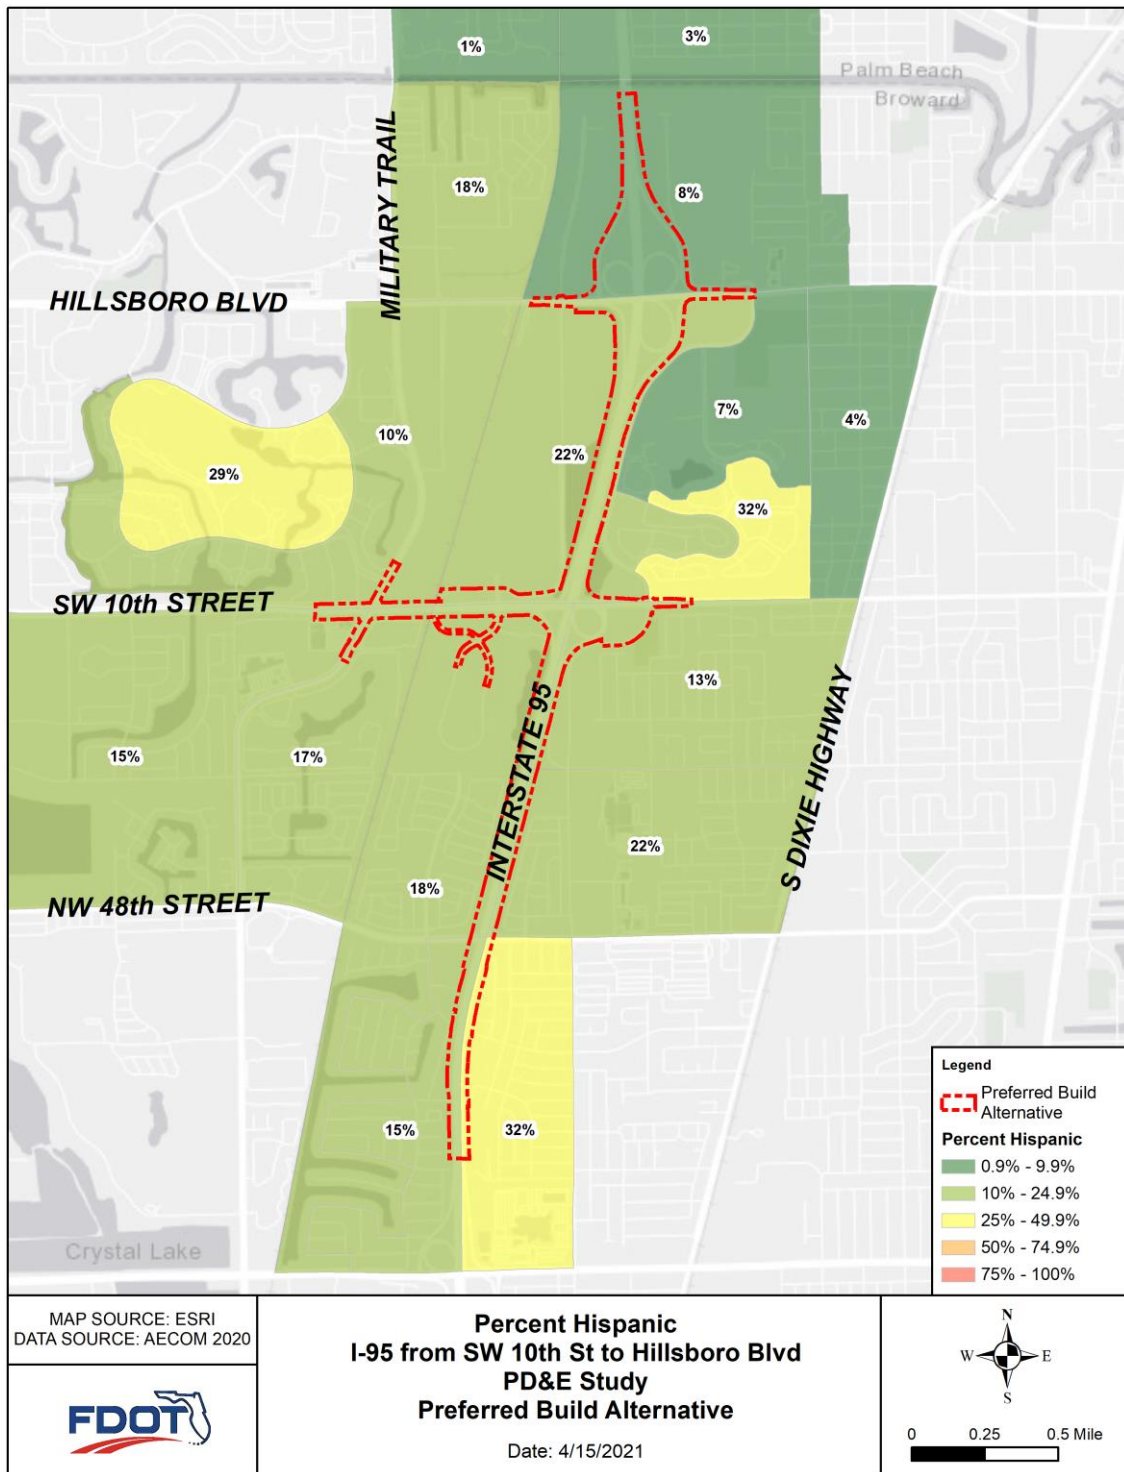 1%
3%
Palm Beach
Broward
MILITARY TRAIL
18%
8%
HILLSBORO BLVD
10%
22%
7%
4%
29%
32%
SW 10th STREET
13%
15%
17%
INTERSTATE 95
S DIXIE HIGHWAY
22%
18%
NW 48th STREET
15%
32%
Crystal Lake
Legend
Preferred Build
Alternative
Percent Hispanic
0.9% - 9.9%
10% - 24.9%
25% - 49.9%
50% - 74.9%
75% - 100%
MAP SOURCE: ESRI
DATA SOURCE: AECOM 2020
FDOT
Percent Hispanic
I-95 from SW 10th St to Hillsboro Blvd
PD&E Study
Preferred Build Alternative
Date: 4/15/2021
N
W E
S
0 0.25 0.5 Mile